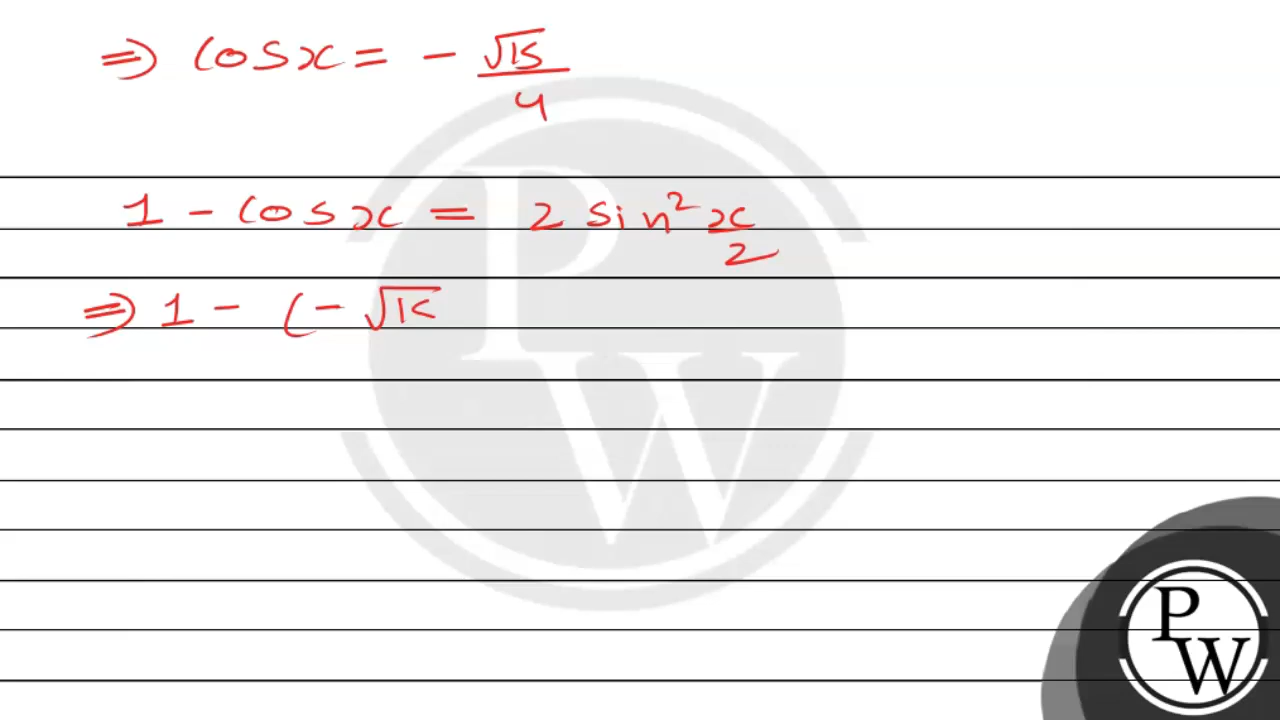 ⇒ cos x = - √15/4
1 - cos x = 2 sin² x/2
⇒ 1 - (- √15
P W
P W